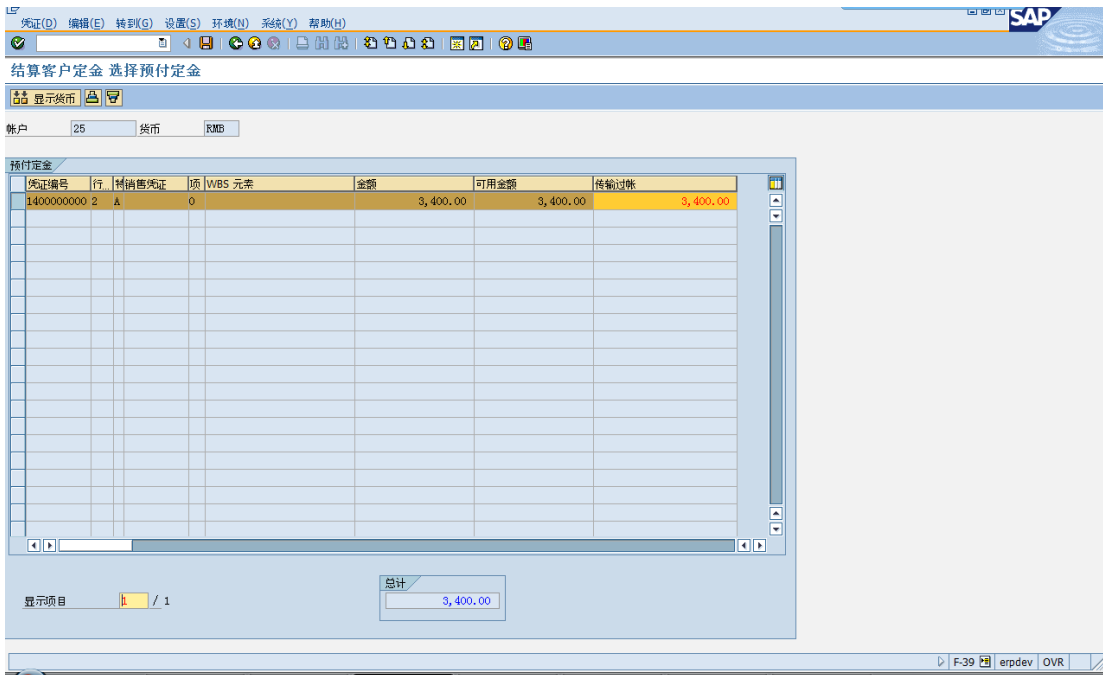 凭证(D) 编辑(E) 转到(G) 设置(S) 环境(N) 系统(Y) 帮助(H)
SAP
结算客户定金 选择预付定金
显示货币
帐户 25 货币 RMB
预付定金
凭证编号 行... 特 销售凭证 项 WBS 元素 金额 可用金额 传输过帐
1400000000 2 A 0 3,400.00 3,400.00 3,400.00
总计
显示项目 1 / 1 3,400.00
F-39 erpdev OVR